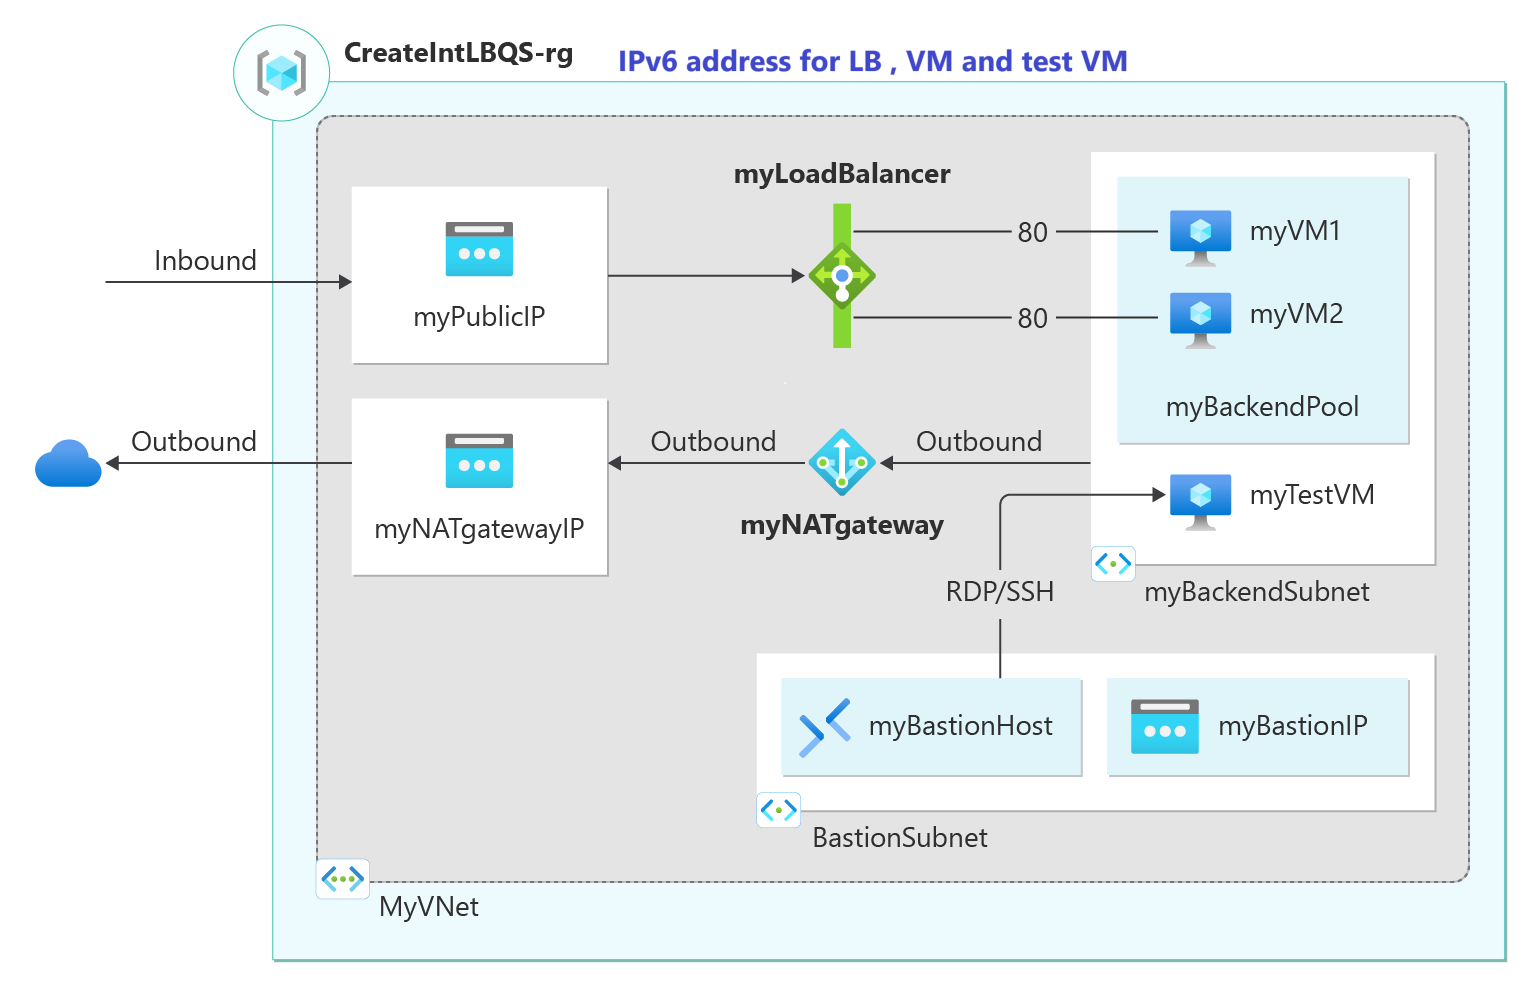 CreateIntLBQS-rg
IPv6 address for LB , VM and test VM
myLoadBalancer
Inbound
myPublicIP
80
myVM1
80
myVM2
myBackendPool
Outbound
myNATgatewayIP
Outbound
myNATgateway
Outbound
myTestVM
RDP/SSH
myBackendSubnet
myBastionHost
myBastionIP
BastionSubnet
MyVNet